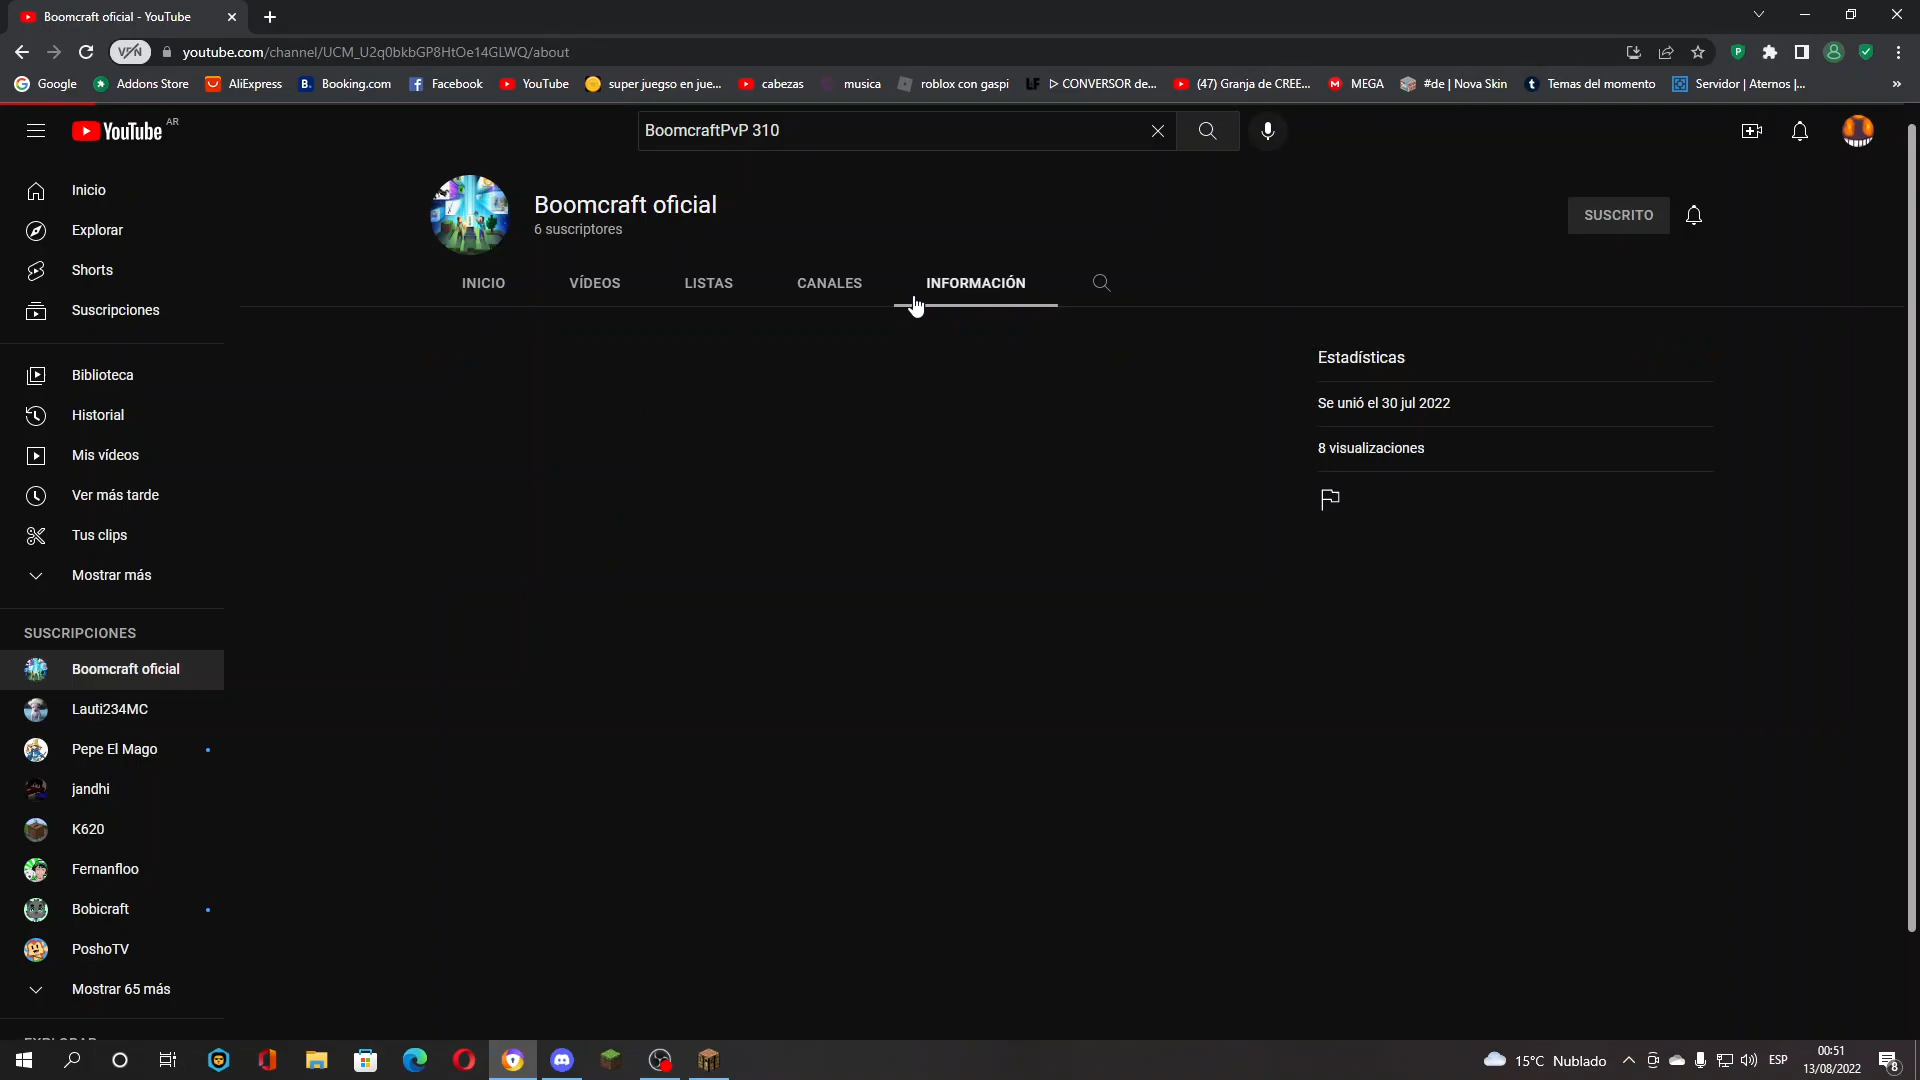 Boomcraft oficial - YouTube
VPN
youtube.com/channel/UCM_U2q0bkbGP8HtOe14GLWQ/about
Google
Addons Store
AliExpress
Booking.com
Facebook
YouTube
super juegso en jue...
cabezas
musica
roblox con gaspi
▷ CONVERSOR de...
(47) Granja de CREE...
MEGA
#de | Nova Skin
Temas del momento
Servidor | Aternos |...
»
YouTube AR
BoomcraftPvP 310
Inicio
Explorar
Shorts
Suscripciones
Biblioteca
Historial
Mis vídeos
Ver más tarde
Tus clips
Mostrar más
SUSCRIPCIONES
Boomcraft oficial
Lauti234MC
Pepe El Mago
jandhi
K620
Fernanfloo
Bobicraft
PoshoTV
Mostrar 65 más
EXPLORAR
Boomcraft oficial
6 suscriptores
SUSCRITO
INICIO
VÍDEOS
LISTAS
CANALES
INFORMACIÓN
Estadísticas
Se unió el 30 jul 2022
8 visualizaciones
15°C Nublado
ESP
00:51
13/08/2022
8